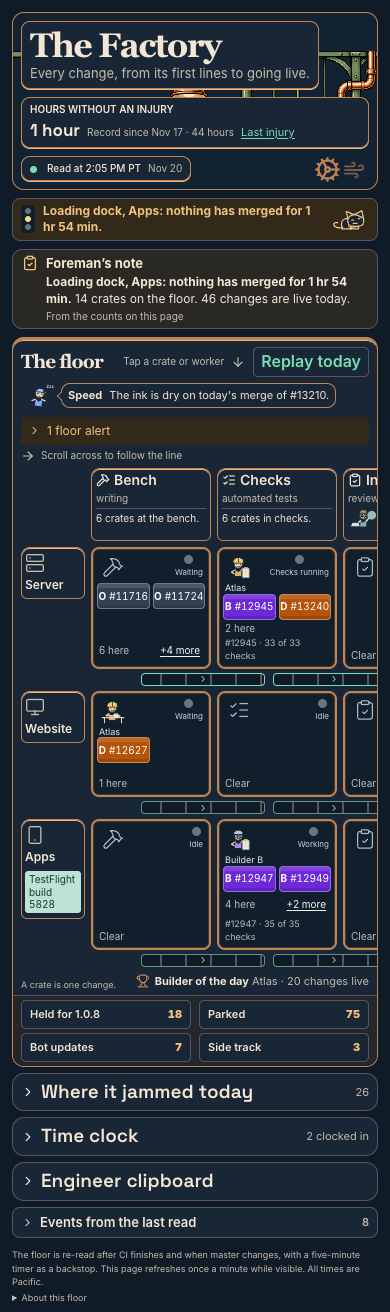 The Factory
Every change, from its first lines to going live.
HOURS WITHOUT AN INJURY
1 hour Record since Nov 17 · 44 hours Last injury
Read at 2:05 PM PT Nov 20
Loading dock, Apps: nothing has merged for 1
hr 54 min.
Foreman’s note
Loading dock, Apps: nothing has merged for 1 hr 54
min. 14 crates on the floor. 46 changes are live today.
From the counts on this page
The floor
Tap a crate or worker ↓
Replay today
Speed The ink is dry on today's merge of #13210.
1 floor alert
→ Scroll across to follow the line
Bench
writing
6 crates at the bench.
Checks
automated tests
6 crates in checks.
In
review
Server
Waiting
O #11716
O #11724
6 here
+4 more
Checks running
Atlas
B #12945
D #13240
2 here
#12945 · 33 of 33
checks
Clear
Website
Waiting
Atlas
D #12627
1 here
Idle
Clear
Clear
Apps
TestFlight
build
5828
Idle
Clear
Working
Builder B
B #12947
B #12949
4 here
+2 more
#12947 · 35 of 35
checks
Clear
A crate is one change.
Builder of the day Atlas · 20 changes live
Held for 1.0.8 18
Parked 75
Bot updates 7
Side track 3
Where it jammed today 26
Time clock 2 clocked in
Engineer clipboard
Events from the last read 8
The floor is re-read after CI finishes and when master changes, with a five-minute
timer as a backstop. This page refreshes once a minute while visible. All times are
Pacific.
▶ About this floor